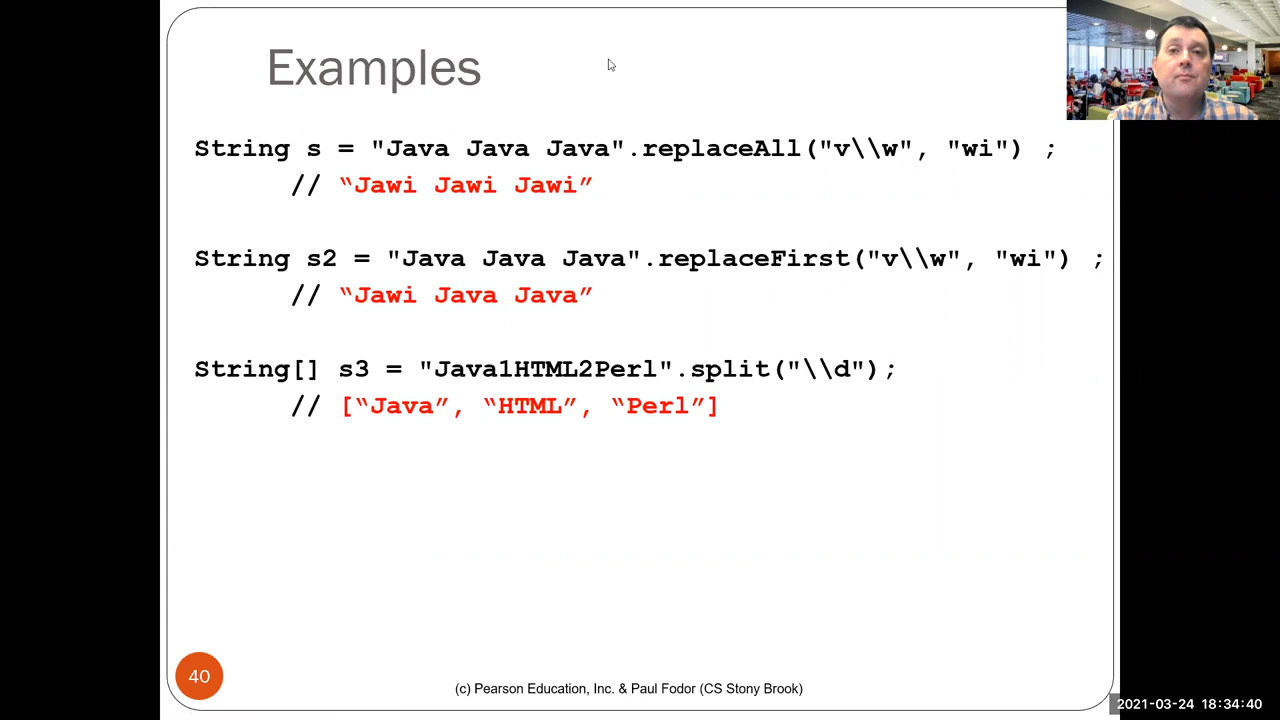 Examples
String s = "Java Java Java".replaceAll("v\\w", "wi") ;
// “Jawi Jawi Jawi”
String s2 = "Java Java Java".replaceFirst("v\\w", "wi") ;
// “Jawi Java Java”
String[] s3 = "Java1HTML2Perl".split("\\d");
// [“Java”, “HTML”, “Perl”]
40
(c) Pearson Education, Inc. & Paul Fodor (CS Stony Brook)
2021-03-24 18:34:40